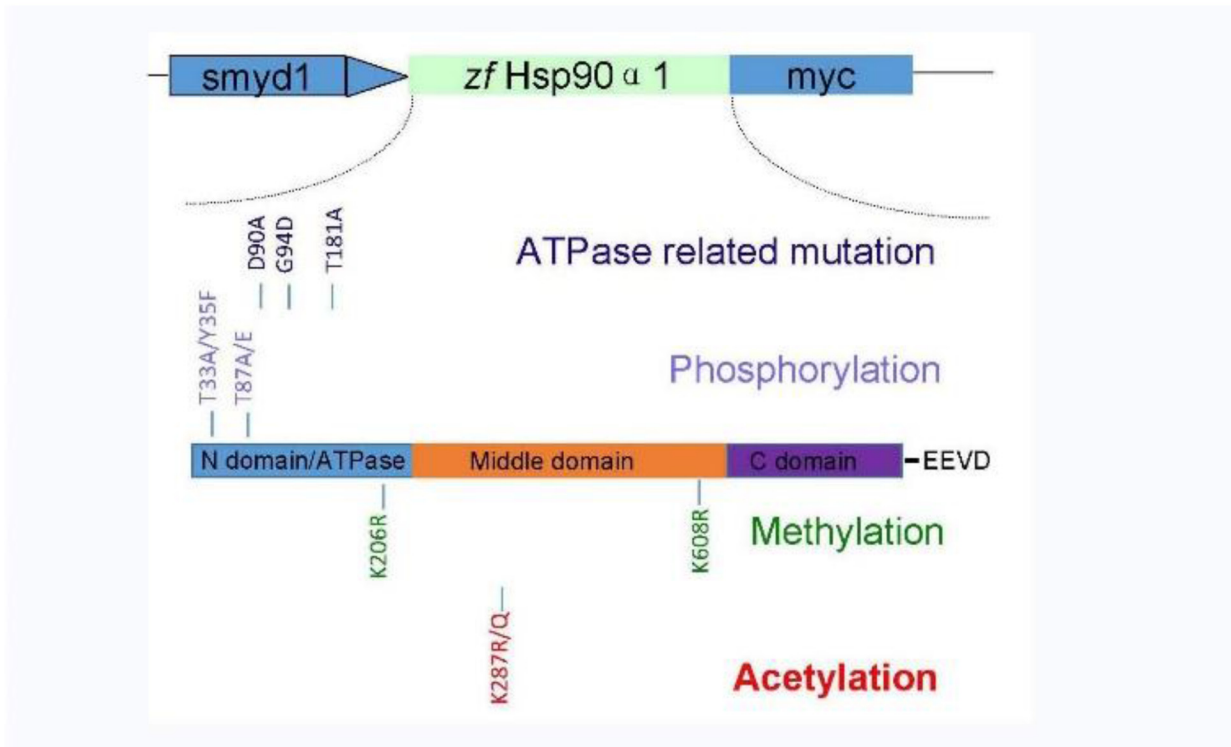 smyd1 zf Hsp90 α 1 myc
D90A
G94D
T181A
ATPase related mutation
T33A/Y35F
T87A/E
Phosphorylation
N domain/ATPase Middle domain C domain -EEVD
K206R
K608R
Methylation
K287R/Q
Acetylation